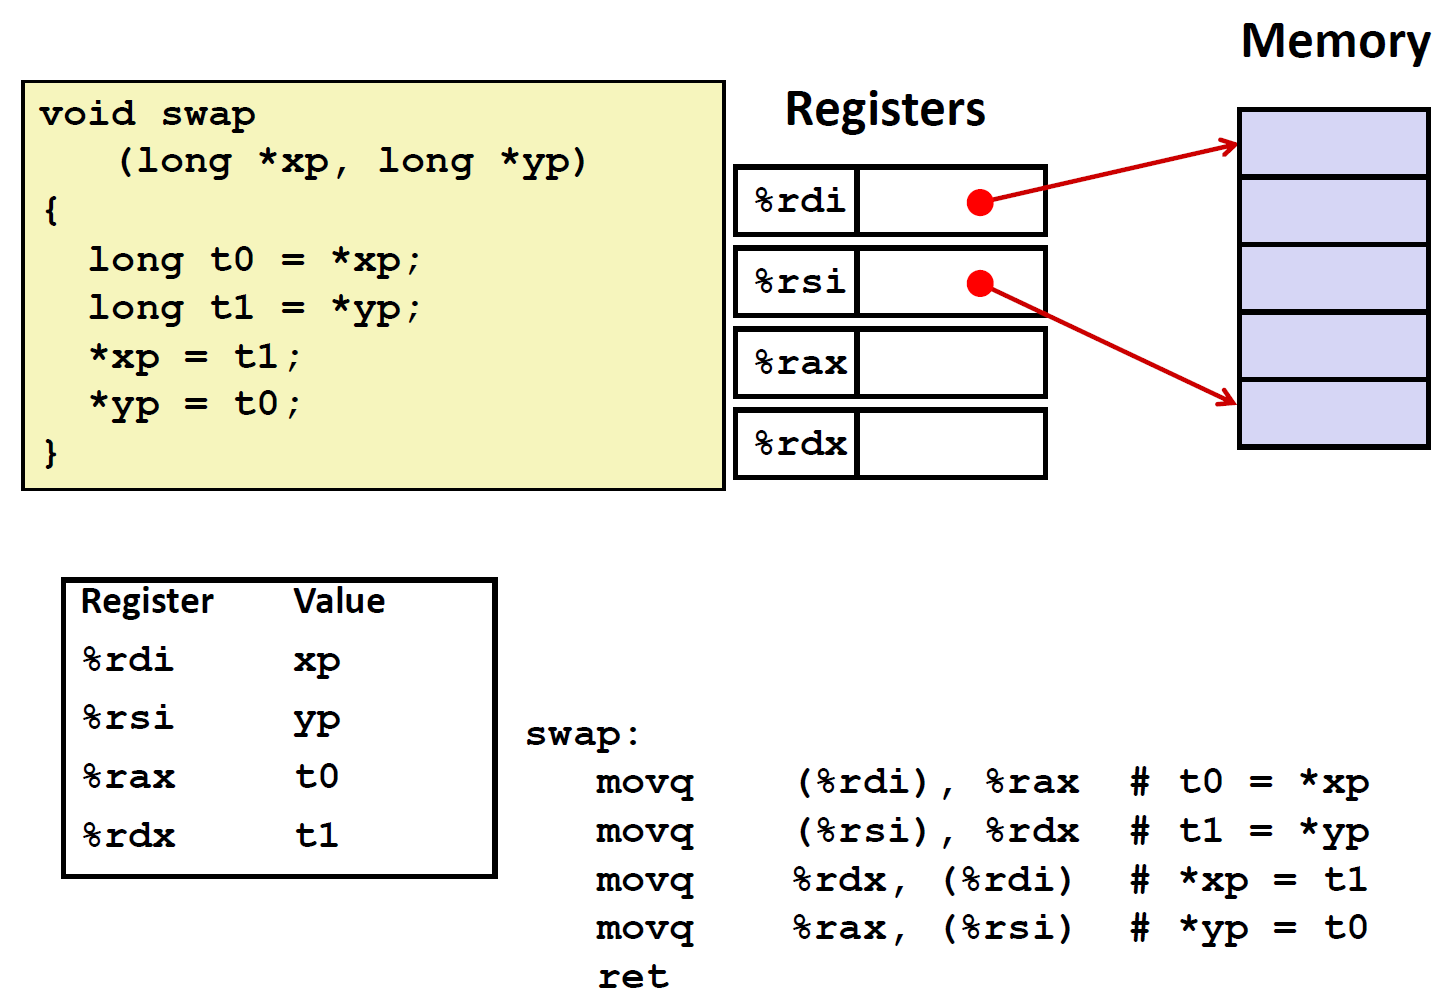 Memory
Registers
void swap
(long *xp, long *yp)
{
long t0 = *xp;
long t1 = *yp;
*xp = t1;
*yp = t0;
}
%rdi
%rsi
%rax
%rdx
Register Value
%rdi xp
%rsi yp
%rax t0
%rdx t1
swap:
movq (%rdi), %rax # t0 = *xp
movq (%rsi), %rdx # t1 = *yp
movq %rdx, (%rdi) # *xp = t1
movq %rax, (%rsi) # *yp = t0
ret